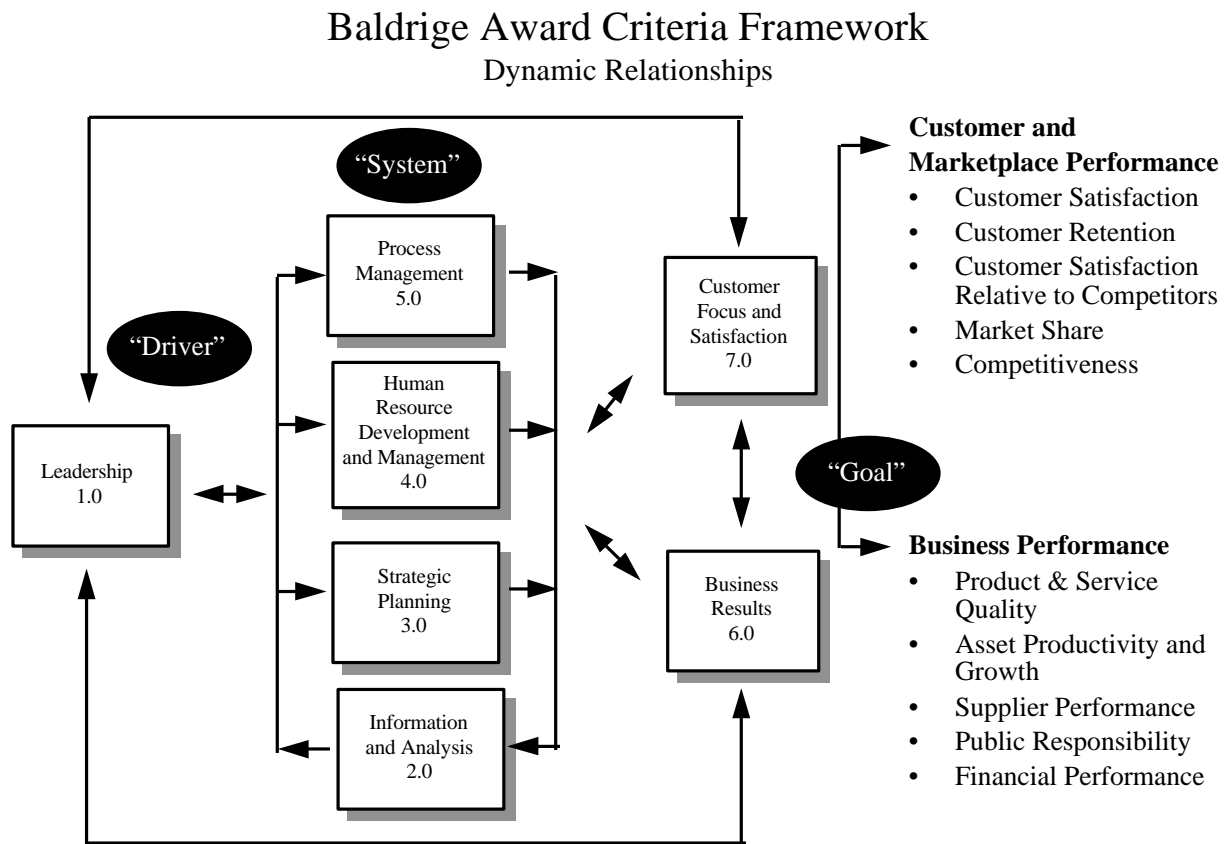 Baldrige Award Criteria Framework
Dynamic Relationships
“System”
Process
Management
5.0
“Driver”
Human
Resource
Development
and Management
4.0
Leadership
1.0
Strategic
Planning
3.0
Information
and Analysis
2.0
Customer
Focus and
Satisfaction
7.0
“Goal”
Business
Results
6.0
Customer and
Marketplace Performance
• Customer Satisfaction
• Customer Retention
• Customer Satisfaction
Relative to Competitors
• Market Share
• Competitiveness
Business Performance
• Product & Service
Quality
• Asset Productivity and
Growth
• Supplier Performance
• Public Responsibility
• Financial Performance